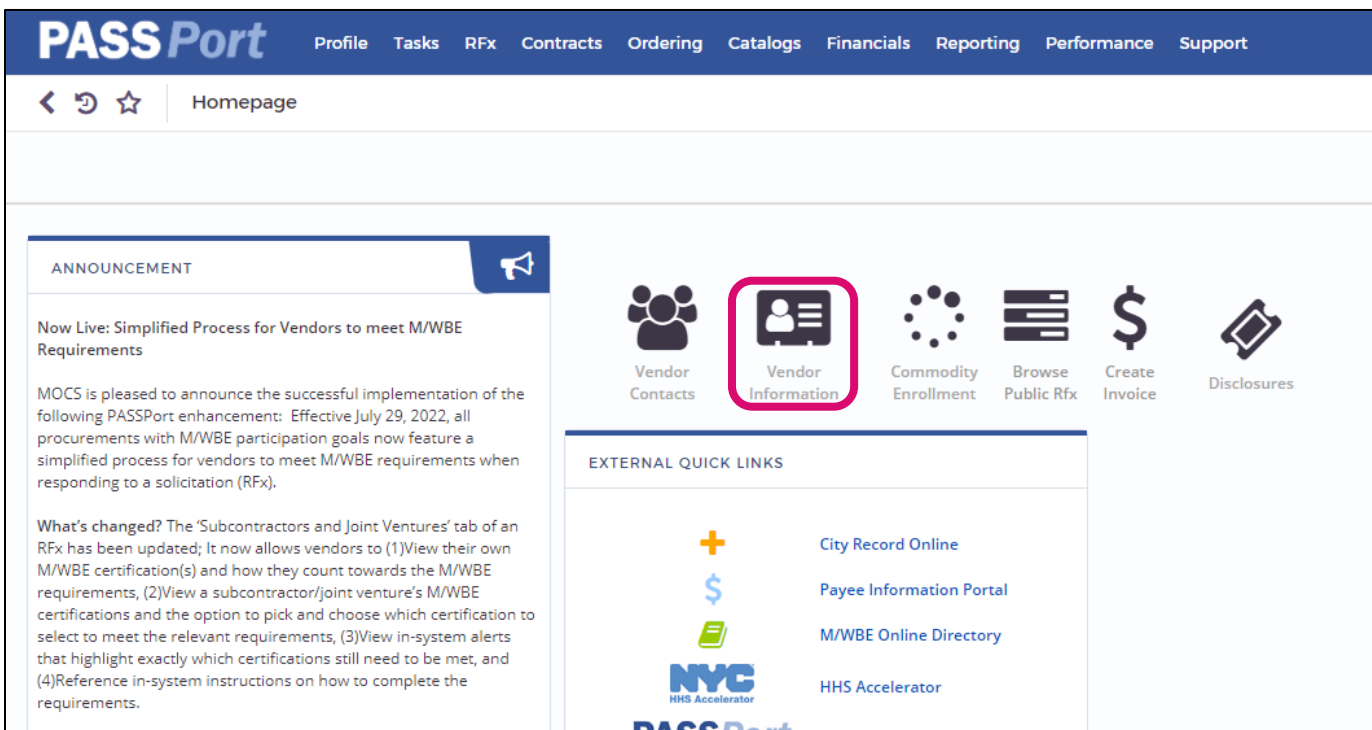 PASSPort Profile Tasks RFx Contracts Ordering Catalogs Financials Reporting Performance Support
Homepage
ANNOUNCEMENT
Now Live: Simplified Process for Vendors to meet M/WBE
Requirements
MOCS is pleased to announce the successful implementation of the
following PASSPort enhancement: Effective July 29, 2022, all
procurements with M/WBE participation goals now feature a
simplified process for vendors to meet M/WBE requirements when
responding to a solicitation (RFx).
What's changed? The 'Subcontractors and Joint Ventures' tab of an
RFx has been updated; It now allows vendors to (1)View their own
M/WBE certification(s) and how they count towards the M/WBE
requirements, (2)View a subcontractor/joint venture's M/WBE
certifications and the option to pick and choose which certification to
select to meet the relevant requirements, (3)View in-system alerts
that highlight exactly which certifications still need to be met, and
(4)Reference in-system instructions on how to complete the
requirements.
Vendor
Contacts
Vendor
Information
Commodity
Enrollment
Browse
Public Rfx
Create
Invoice
Disclosures
EXTERNAL QUICK LINKS
City Record Online
Payee Information Portal
M/WBE Online Directory
NYC
HHS Accelerator
HHS Accelerator
PASSPort